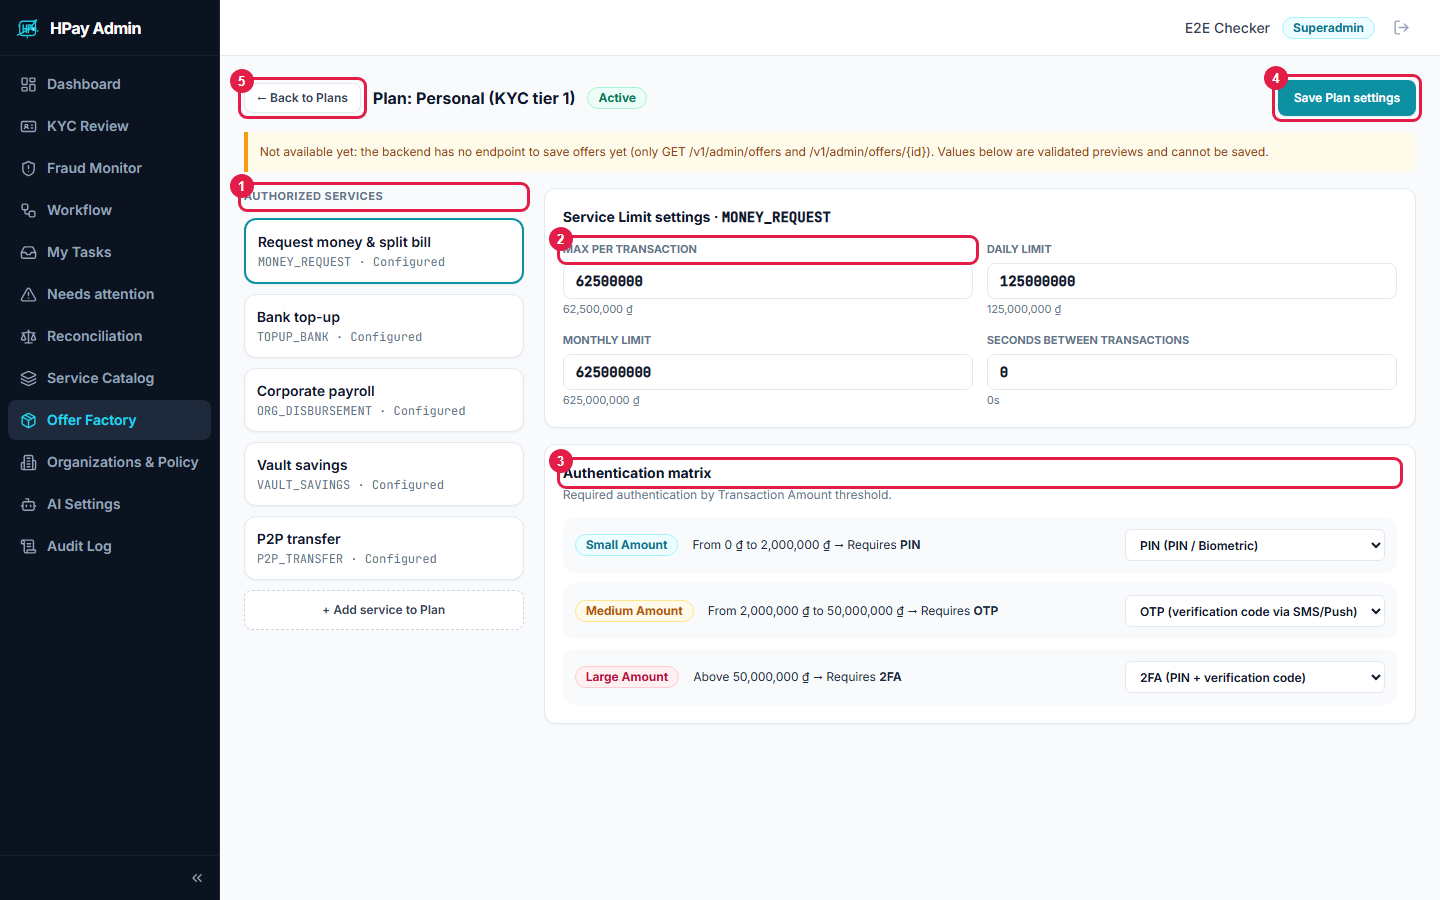 HPay Admin
E2E Checker
Superadmin
Dashboard
KYC Review
Fraud Monitor
Workflow
My Tasks
Needs attention
Reconciliation
Service Catalog
Offer Factory
Organizations & Policy
AI Settings
Audit Log
«
5
← Back to Plans
Plan: Personal (KYC tier 1)
Active
4
Save Plan settings
Not available yet: the backend has no endpoint to save offers yet (only GET /v1/admin/offers and /v1/admin/offers/{id}). Values below are validated previews and cannot be saved.
1
AUTHORIZED SERVICES
Request money & split bill
MONEY_REQUEST · Configured
Bank top-up
TOPUP_BANK · Configured
Corporate payroll
ORG_DISBURSEMENT · Configured
Vault savings
VAULT_SAVINGS · Configured
P2P transfer
P2P_TRANSFER · Configured
+ Add service to Plan
Service Limit settings · MONEY_REQUEST
2
MAX PER TRANSACTION
62500000
62,500,000 ₫
DAILY LIMIT
125000000
125,000,000 ₫
MONTHLY LIMIT
625000000
625,000,000 ₫
SECONDS BETWEEN TRANSACTIONS
0
0s
3
Authentication matrix
Required authentication by Transaction Amount threshold.
Small Amount
From 0 ₫ to 2,000,000 ₫ → Requires PIN
PIN (PIN / Biometric)
Medium Amount
From 2,000,000 ₫ to 50,000,000 ₫ → Requires OTP
OTP (verification code via SMS/Push)
Large Amount
Above 50,000,000 ₫ → Requires 2FA
2FA (PIN + verification code)